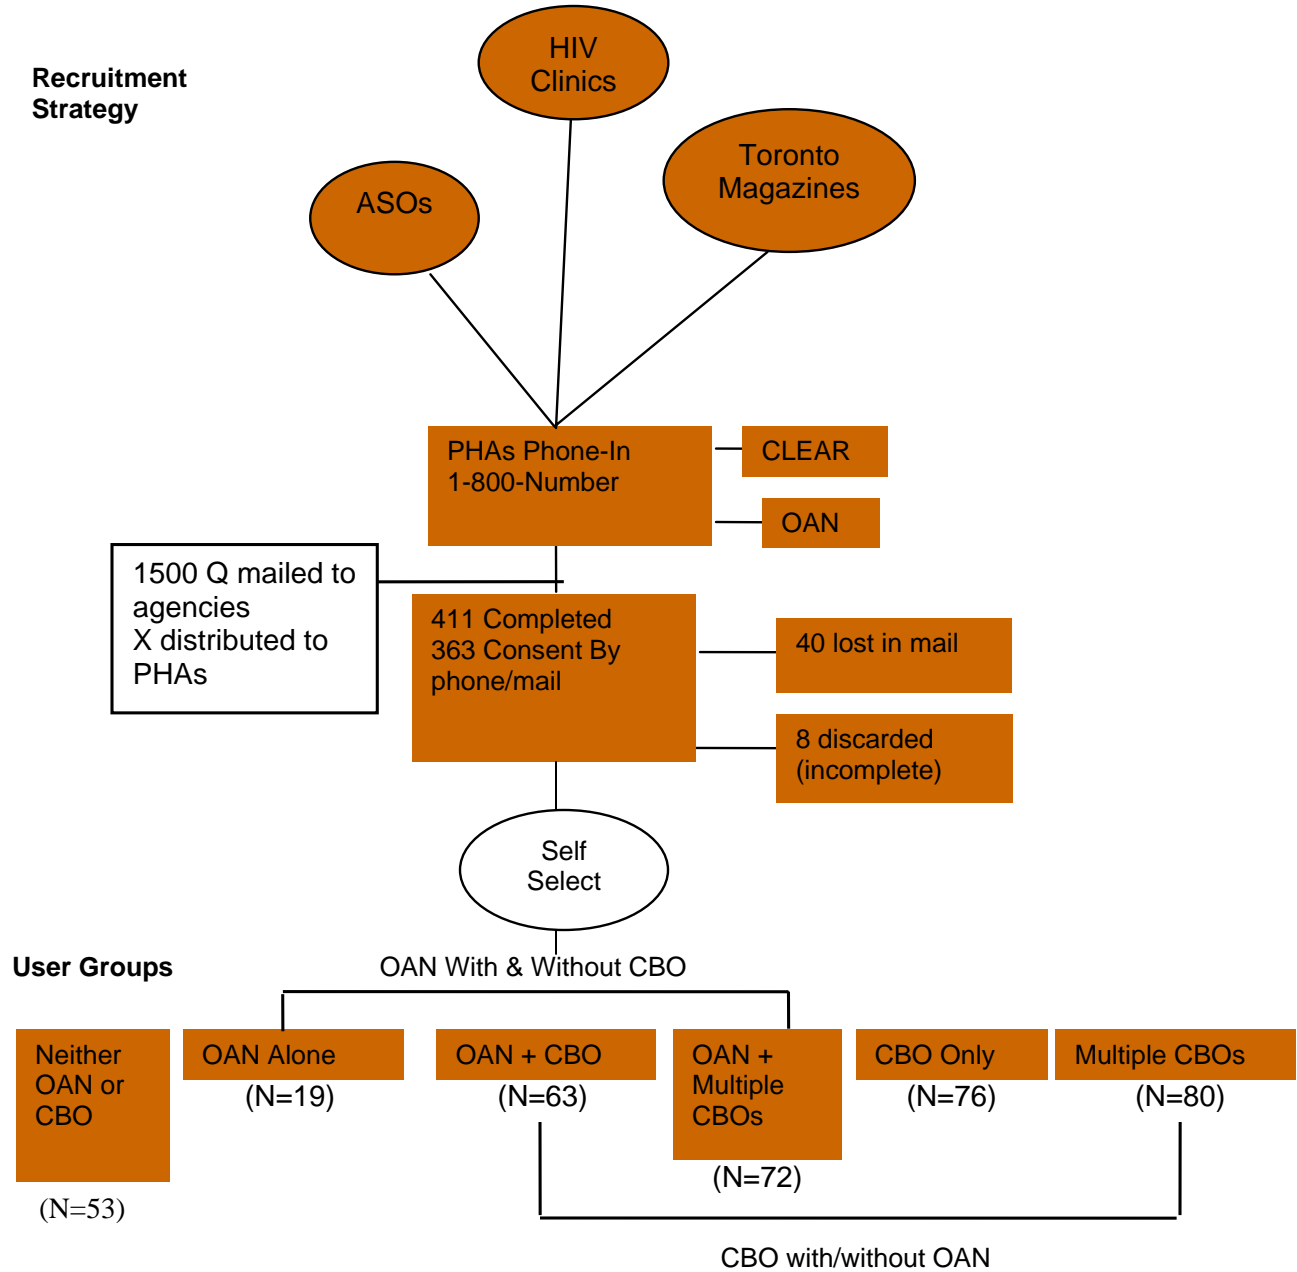 Recruitment
Strategy
HIV
Clinics
Toronto
Magazines
ASOs
PHAs Phone-In
1-800-Number
CLEAR
OAN
1500 Q mailed to
agencies
X distributed to
PHAs
411 Completed
363 Consent By
phone/mail
40 lost in mail
8 discarded
(incomplete)
Self
Select
User Groups
OAN With & Without CBO
Neither
OAN or
CBO
(N=53)
OAN Alone
(N=19)
OAN + CBO
(N=63)
OAN +
Multiple
CBOs
(N=72)
CBO Only
(N=76)
Multiple CBOs
(N=80)
CBO with/without OAN